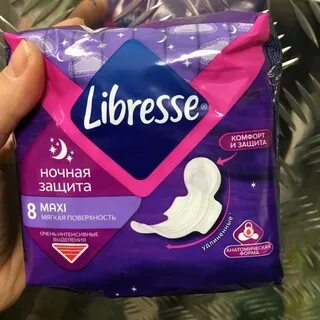 Libresse
КОМФОРТ
И ЗАЩИТА
НОЧНАЯ
ЗАЩИТА
8 MAXI
МЯГКАЯ ПОВЕРХНОСТЬ
ОЧЕНЬ ИНТЕНСИВНЫЕ
ВЫДЕЛЕНИЯ
УДЛИНЕННЫЕ
АНАТОМИЧЕСКАЯ
ФОРМА